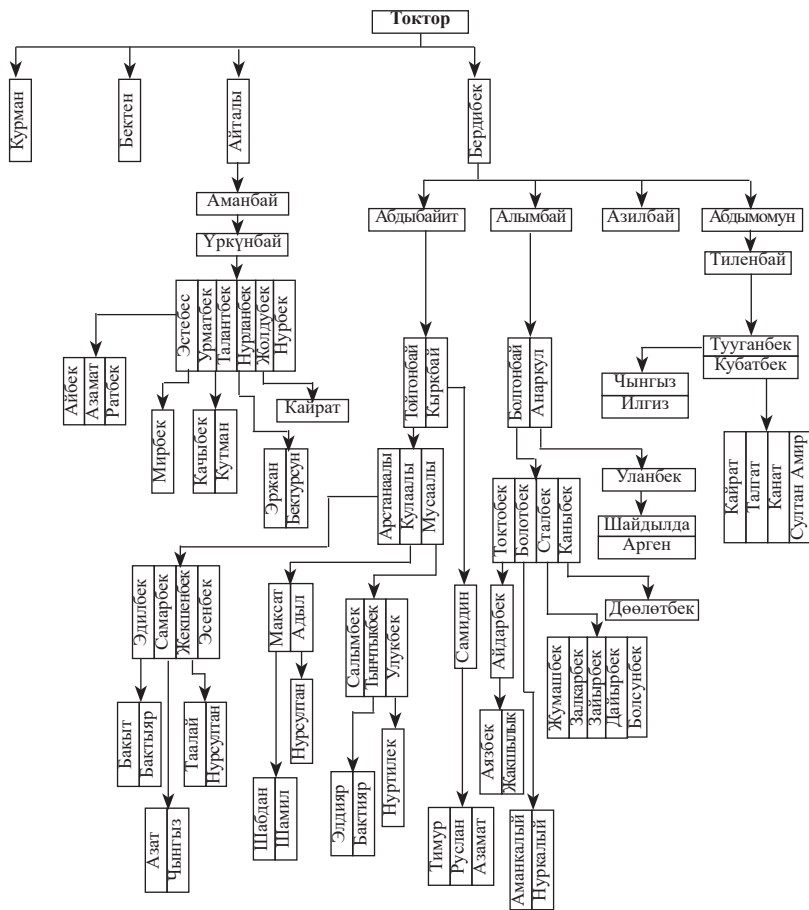 Токтор
Курман
Бектен
Айталы
Бердибек
Аманбай
Үркүнбай
Абдыбайит
Алымбай
Азилбай
Абдымомун
Тиленбай
Эстебес
Урматбек
Талантбек
Нурланбек
Жолдубек
Нурбек
Айбек
Азамат
Ратбек
Мирбек
Качыбек
Кутман
Эржан
Бектурсун
Кайрат
Тойгонбай
Кыркбай
Болгонбай
Анаркул
Тууганбек
Кубатбек
Чынгыз
Илгиз
Кайрат
Талгат
Канат
Султан Амир
Арстанаалы
Кулаалы
Мусаалы
Токтобек
Болотбек
Сталбек
Каныбек
Уланбек
Шайдылда
Арген
Эдилбек
Самарбек
Жекшенбек
Эсенбек
Максат
Адыл
Салымбек
Тынчтыкбек
Улукбек
Самидин
Айдарбек
Дөөлөтбек
Жумашбек
Залкарбек
Зайырбек
Дайырбек
Болсунбек
Бакыт
Бактыяр
Таалай
Нурсултан
Нурсултан
Нуртилек
Аязбек
Жакшылык
Азат
Чынгыз
Шабдан
Шамил
Элдияр
Бактияр
Тимур
Руслан
Азамат
Аманкалый
Нуркалый